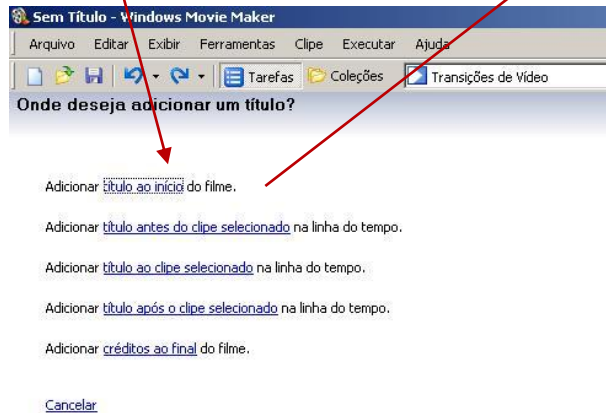 Sem Título - Windows Movie Maker
Arquivo Editar Exibir Ferramentas Clipe Executar Ajuda
Tarefas Coleções Transições de Vídeo
Onde deseja adicionar um título?
Adicionar título ao início do filme.
Adicionar título antes do clipe selecionado na linha do tempo.
Adicionar título ao clipe selecionado na linha do tempo.
Adicionar título após o clipe selecionado na linha do tempo.
Adicionar créditos ao final do filme.
Cancelar